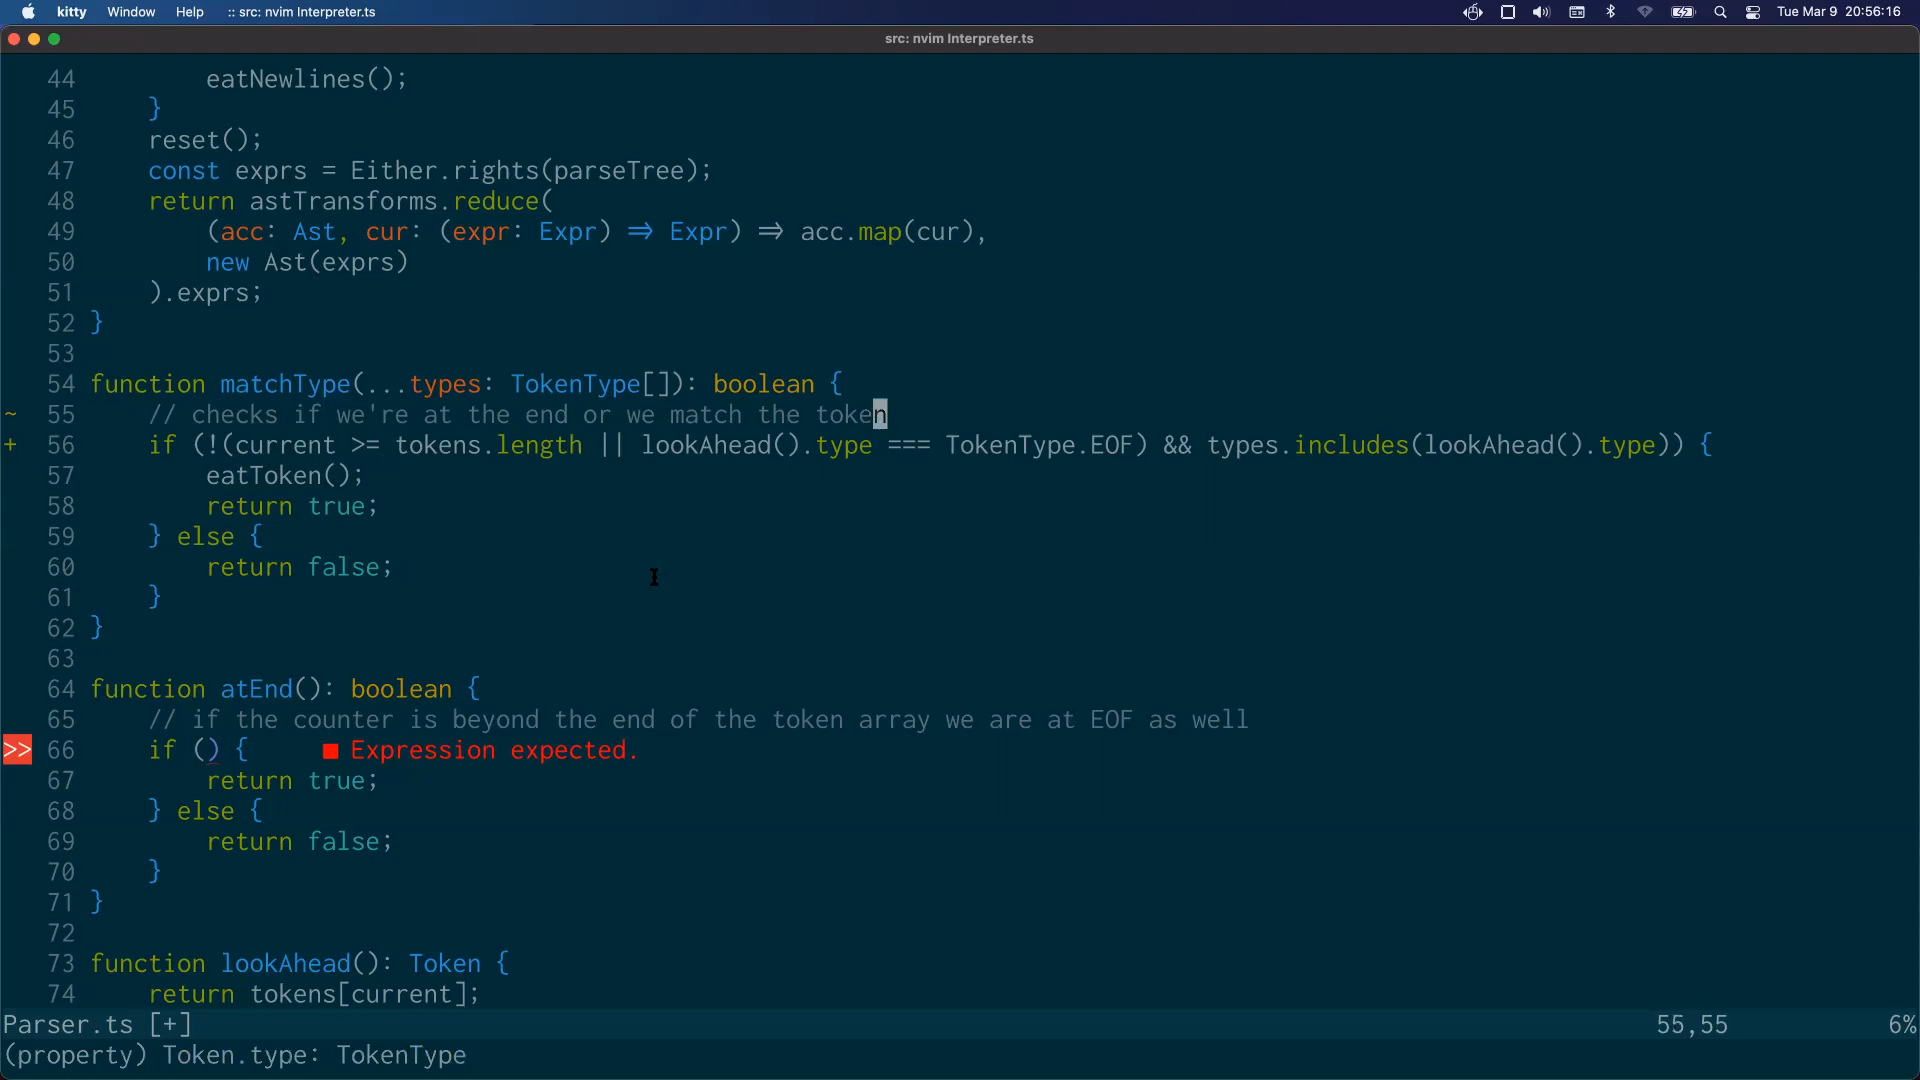 kitty Window Help :: src: nvim Interpreter.ts Tue Mar 9 20:56:16
src: nvim Interpreter.ts
44 eatNewlines();
45 }
46 reset();
47 const exprs = Either.rights(parseTree);
48 return astTransforms.reduce(
49 (acc: Ast, cur: (expr: Expr) ⇒ Expr) ⇒ acc.map(cur),
50 new Ast(exprs)
51 ).exprs;
52 }
53
54 function matchType(...types: TokenType[]): boolean {
~ 55 // checks if we're at the end or we match the token
+ 56 if (!(current >= tokens.length || lookAhead().type === TokenType.EOF) && types.includes(lookAhead().type)) {
57 eatToken();
58 return true;
59 } else {
60 return false;
61 }
62 }
63
64 function atEnd(): boolean {
65 // if the counter is beyond the end of the token array we are at EOF as well
>> 66 if () { ■ Expression expected.
67 return true;
68 } else {
69 return false;
70 }
71 }
72
73 function lookAhead(): Token {
74 return tokens[current];
Parser.ts [+] 55,55 6%
(property) Token.type: TokenType